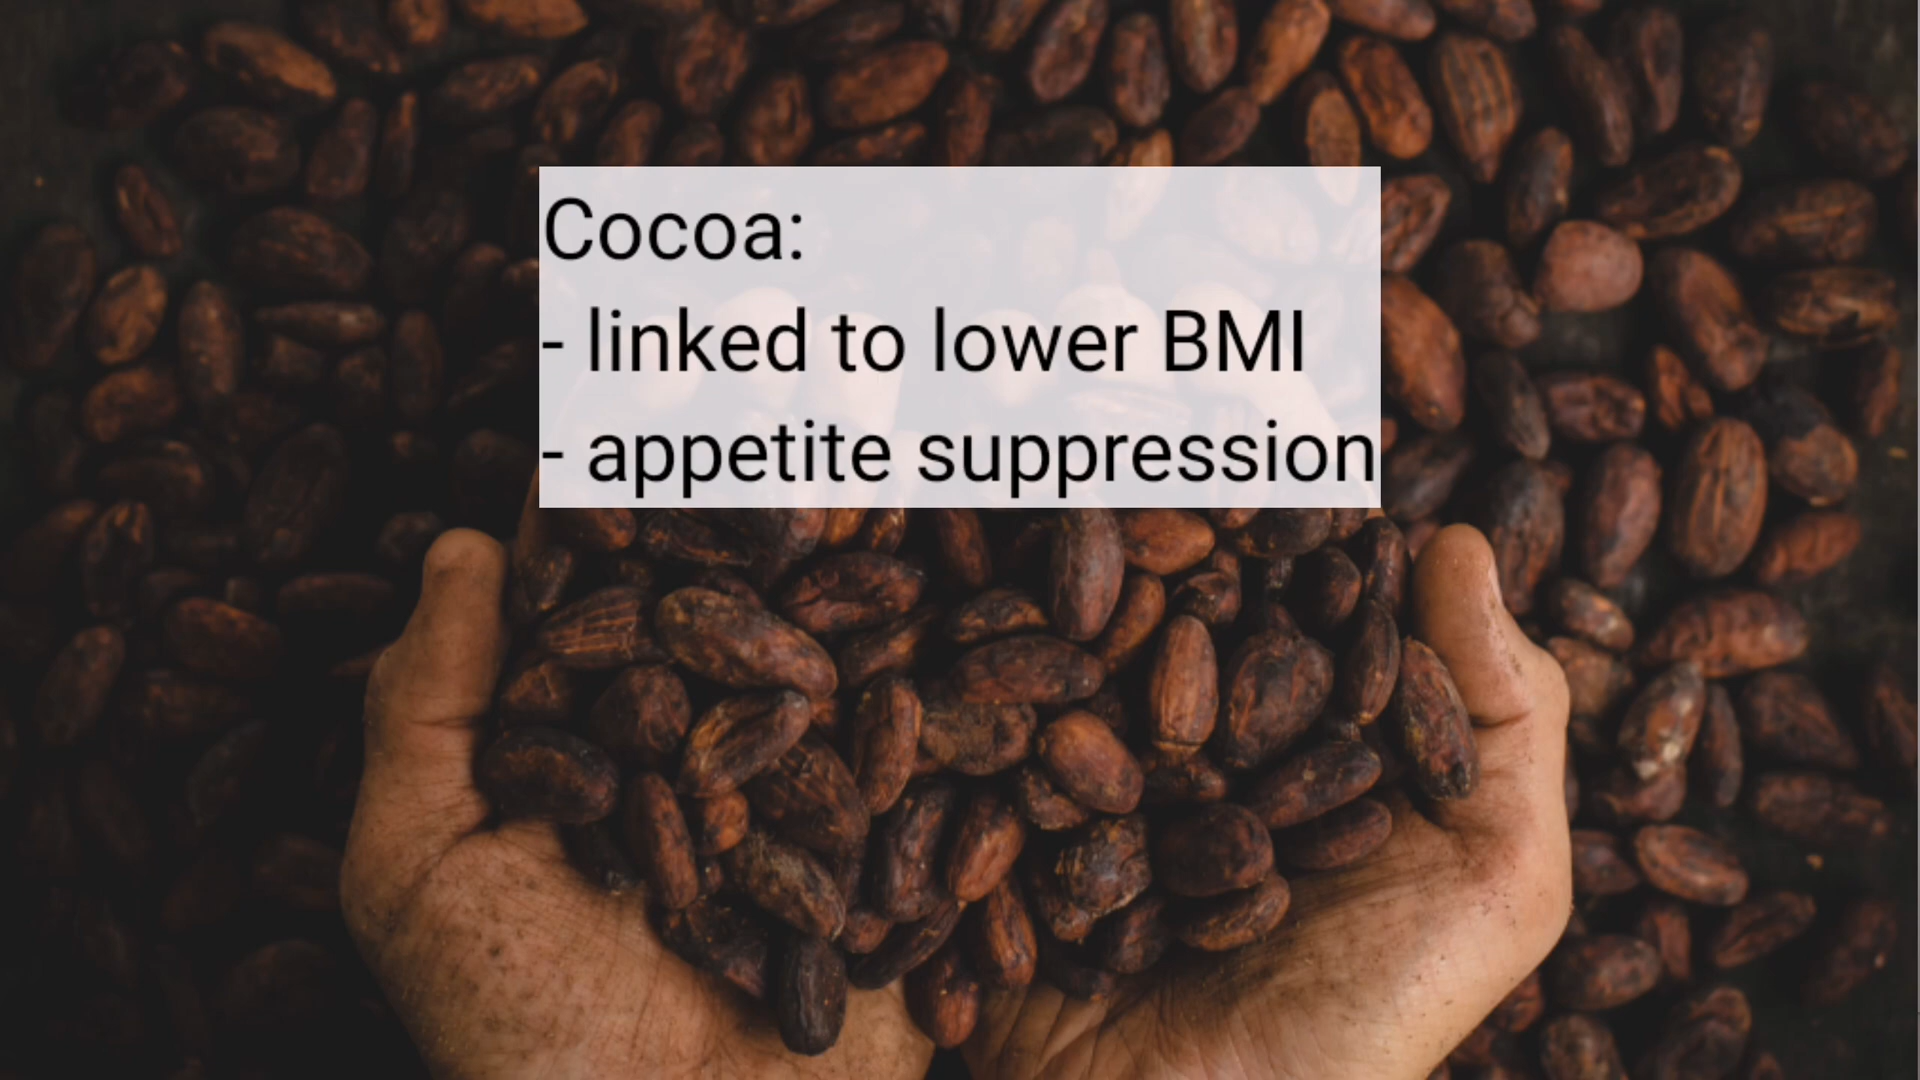 Cocoa:
- linked to lower BMI
- appetite suppression